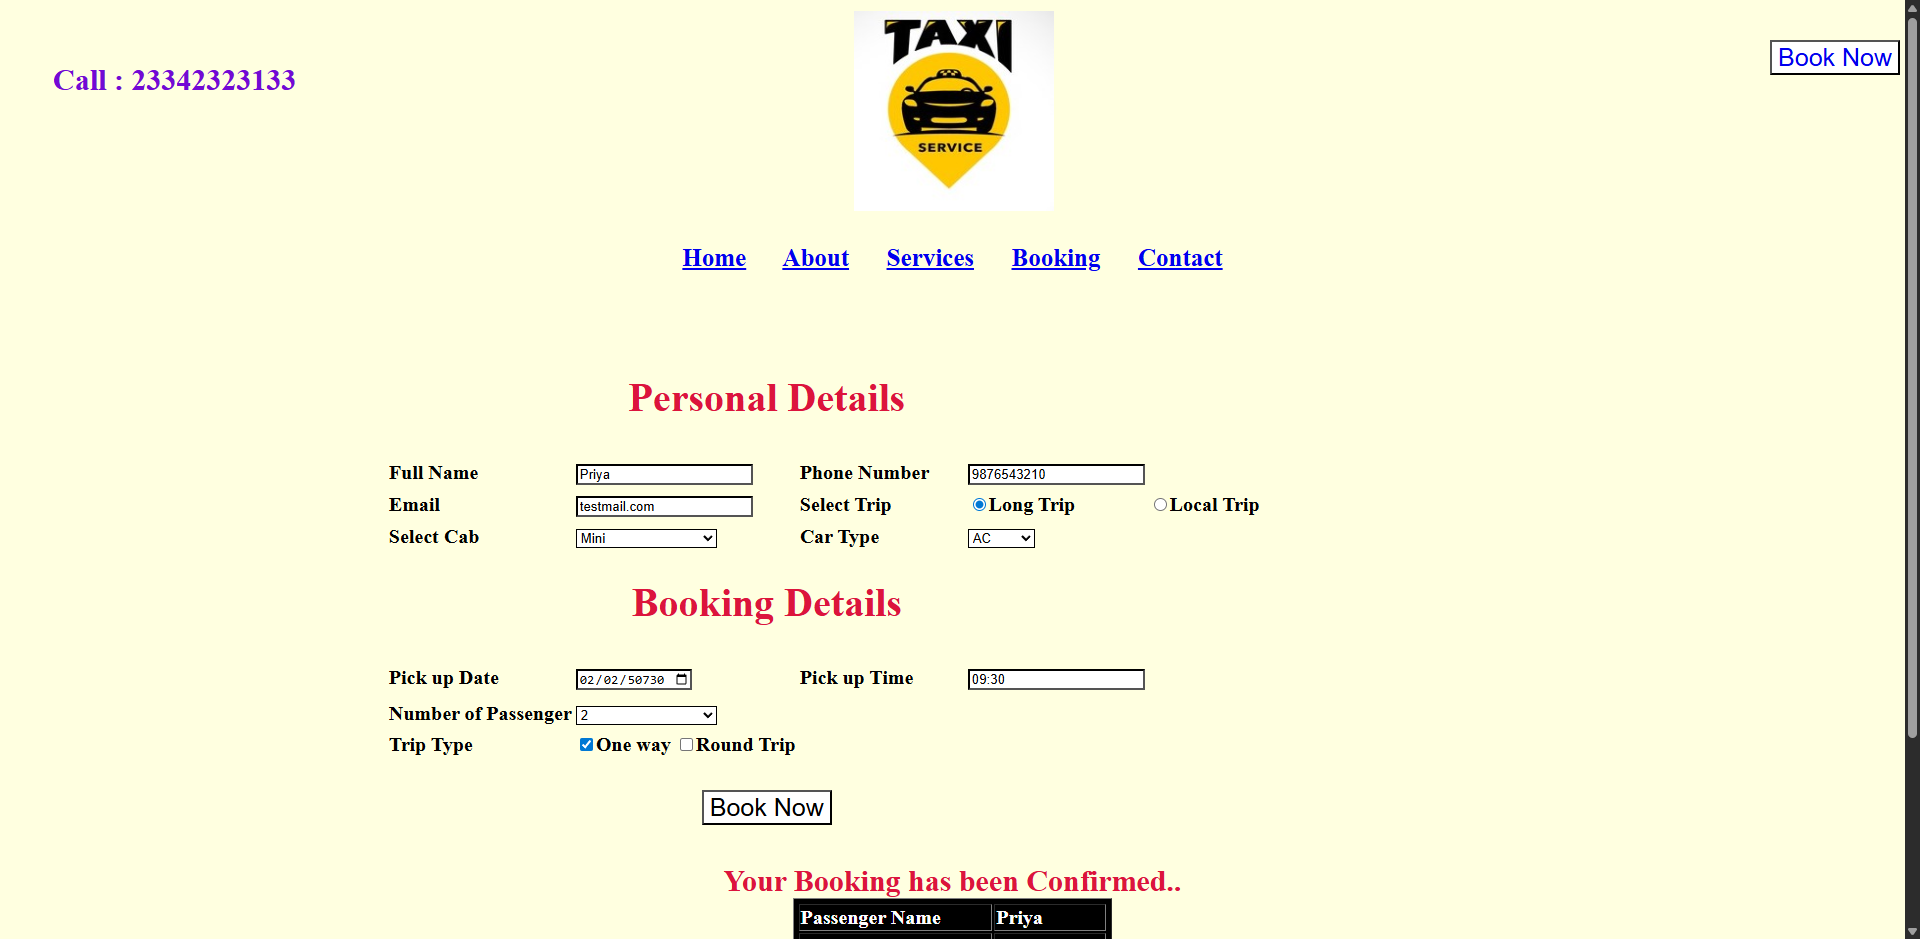 TAXI
SERVICE
Call : 23342323133
Book Now
Home About Services Booking Contact
Personal Details
Full Name Priya Phone Number 9876543210
Email testmail.com Select Trip Long Trip Local Trip
Select Cab Mini Car Type AC
Booking Details
Pick up Date 02/02/50730 Pick up Time 09:30
Number of Passenger 2
Trip Type One way Round Trip
Book Now
Your Booking has been Confirmed..
Passenger Name Priya